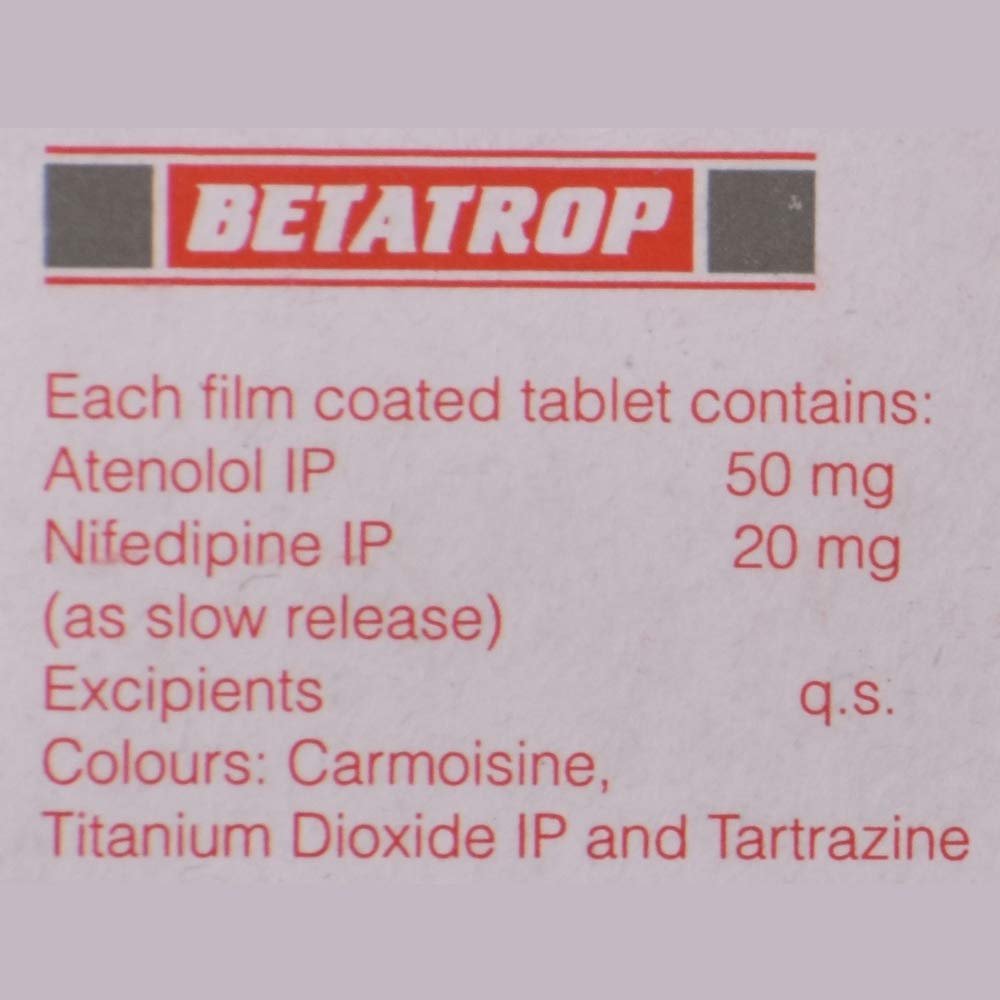 BETATROP
Each film coated tablet contains:
Atenolol IP 50 mg
Nifedipine IP 20 mg
(as slow release)
Excipients q.s.
Colours: Carmoisine,
Titanium Dioxide IP and Tartrazine